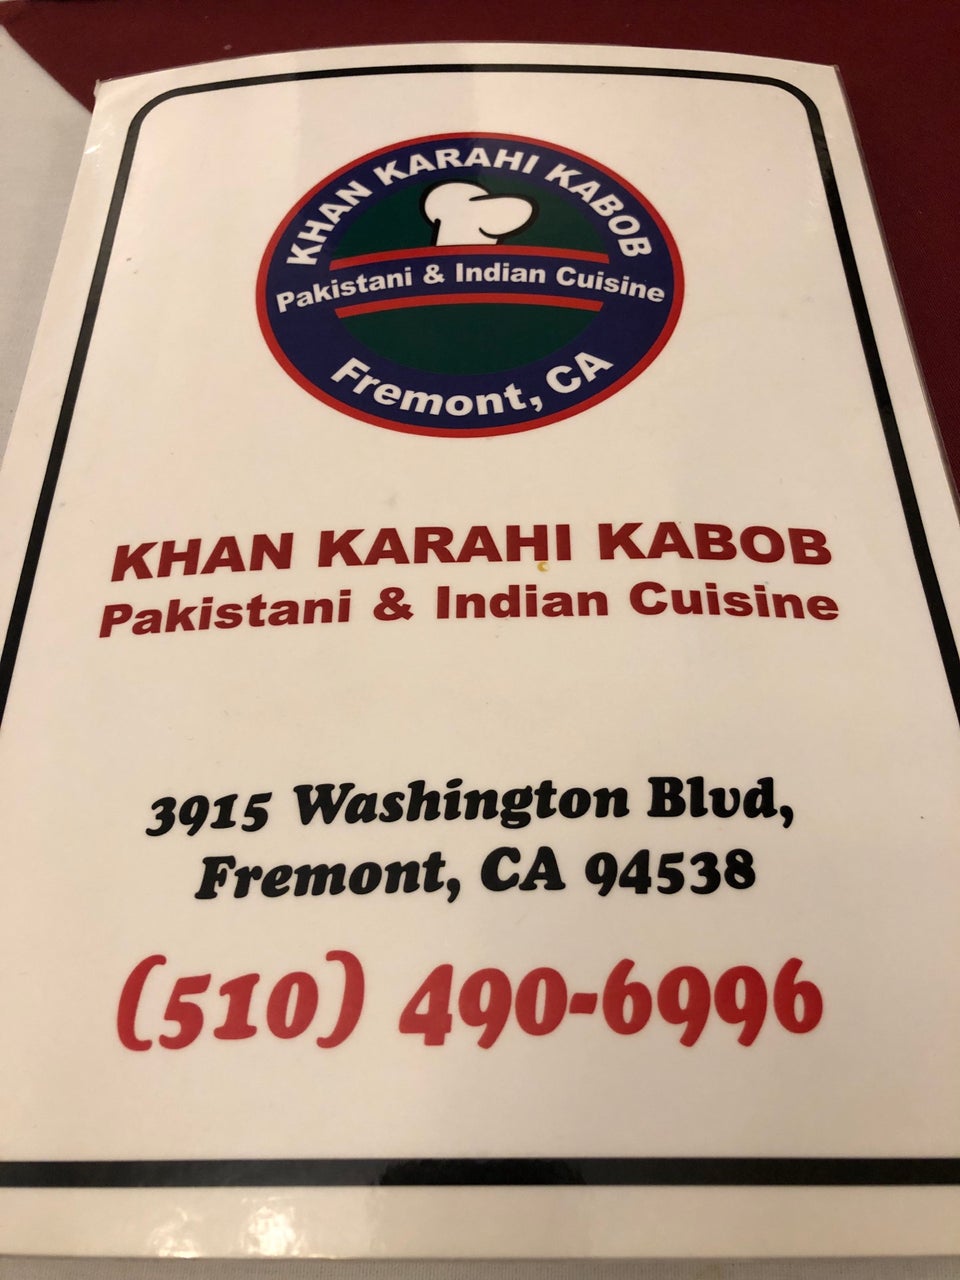 KHAN KARAHI KABOB
Pakistani & Indian Cuisine
Fremont, CA
KHAN KARAHI KABOB
Pakistani & Indian Cuisine
3915 Washington Blvd,
Fremont, CA 94538
(510) 490-6996